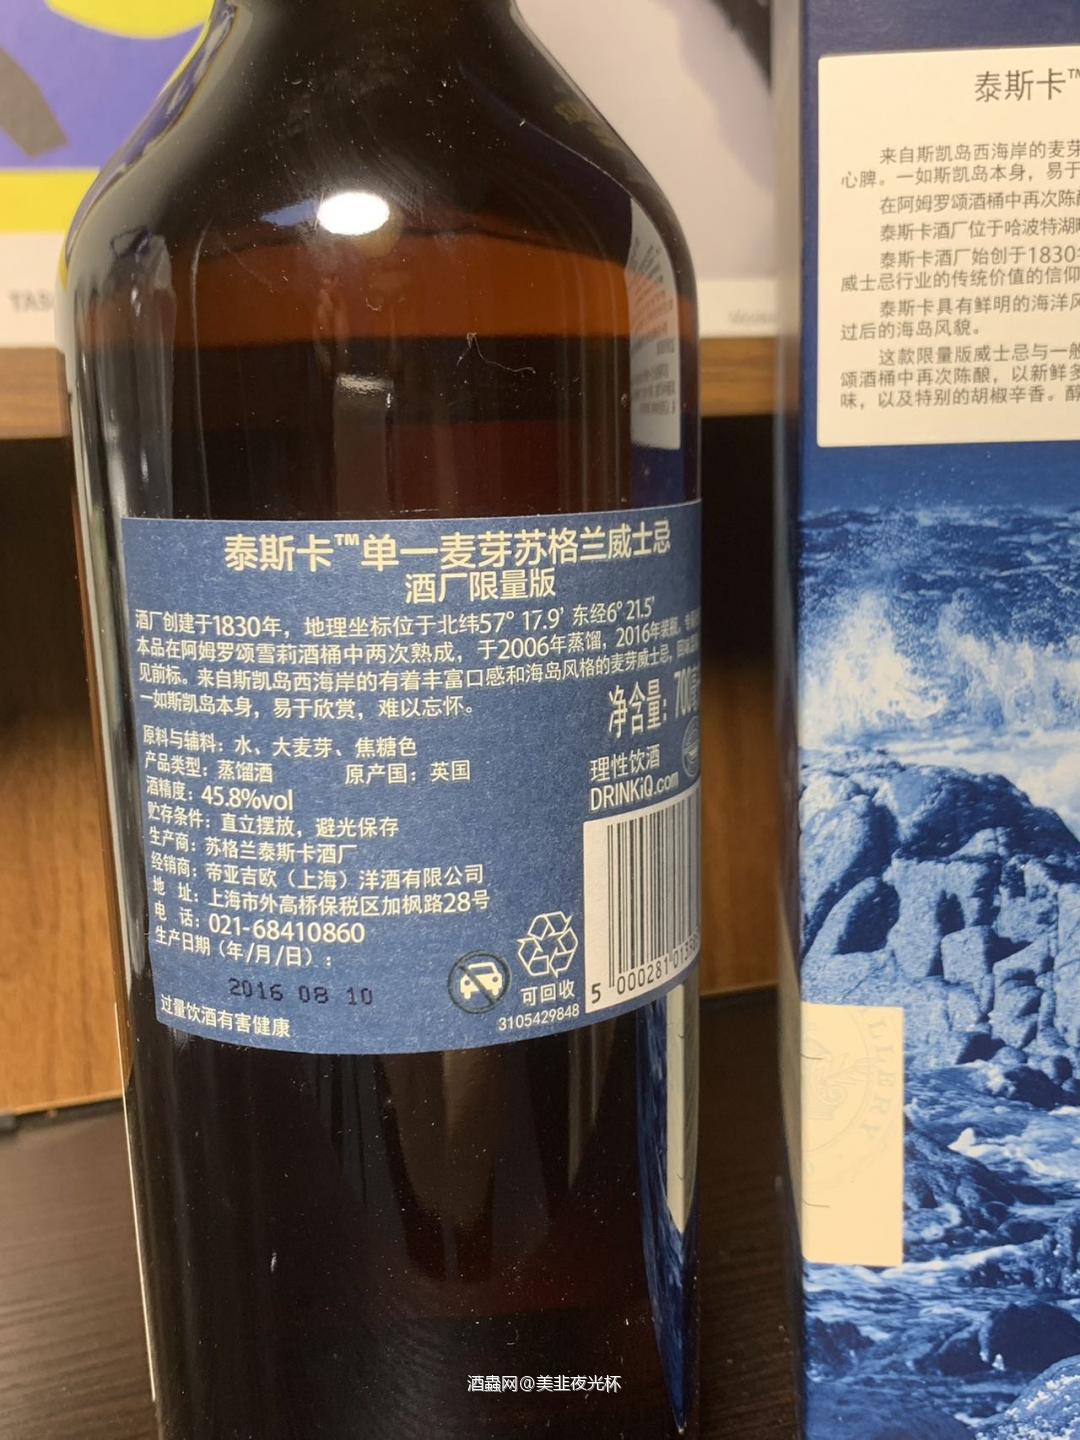 泰斯卡™单一麦芽苏格兰威士忌
酒厂限量版
酒厂创建于1830年，地理坐标位于北纬57° 17.9' 东经6° 21.5'
本品在阿姆罗颂雪莉酒桶中两次熟成，于2006年蒸馏，2016年装瓶，
见前标。来自斯凯岛西海岸的有着丰富口感和海岛风格的麦芽威士忌，
一如斯凯岛本身，易于欣赏，难以忘怀。
净含量：700
原料与辅料：水、大麦芽、焦糖色
产品类型：蒸馏酒 原产国：英国
酒精度：45.8%vol
贮存条件：直立摆放，避光保存
生产商：苏格兰泰斯卡酒厂
经销商：帝亚吉欧（上海）洋酒有限公司
地 址：上海市外高桥保税区加枫路28号
电 话：021-68410860
生产日期（年/月/日）：
2016 08 10
过量饮酒有害健康
理性饮酒
DRINKiQ.com
可回收
3105429848
5 000281 01
泰斯卡™
来自斯凯岛西海岸的麦芽
心脾。一如斯凯岛本身，易于
在阿姆罗颂酒桶中再次陈
泰斯卡酒厂位于哈波特湖
泰斯卡酒厂始创于1830
威士忌行业的传统价值的信仰
泰斯卡具有鲜明的海洋风
过后的海岛风貌。
这款限量版威士忌与一般
颂酒桶中再次陈酿，以新鲜
味，以及特别的胡椒辛香。
LLERY
酒蟲网@美韭夜光杯